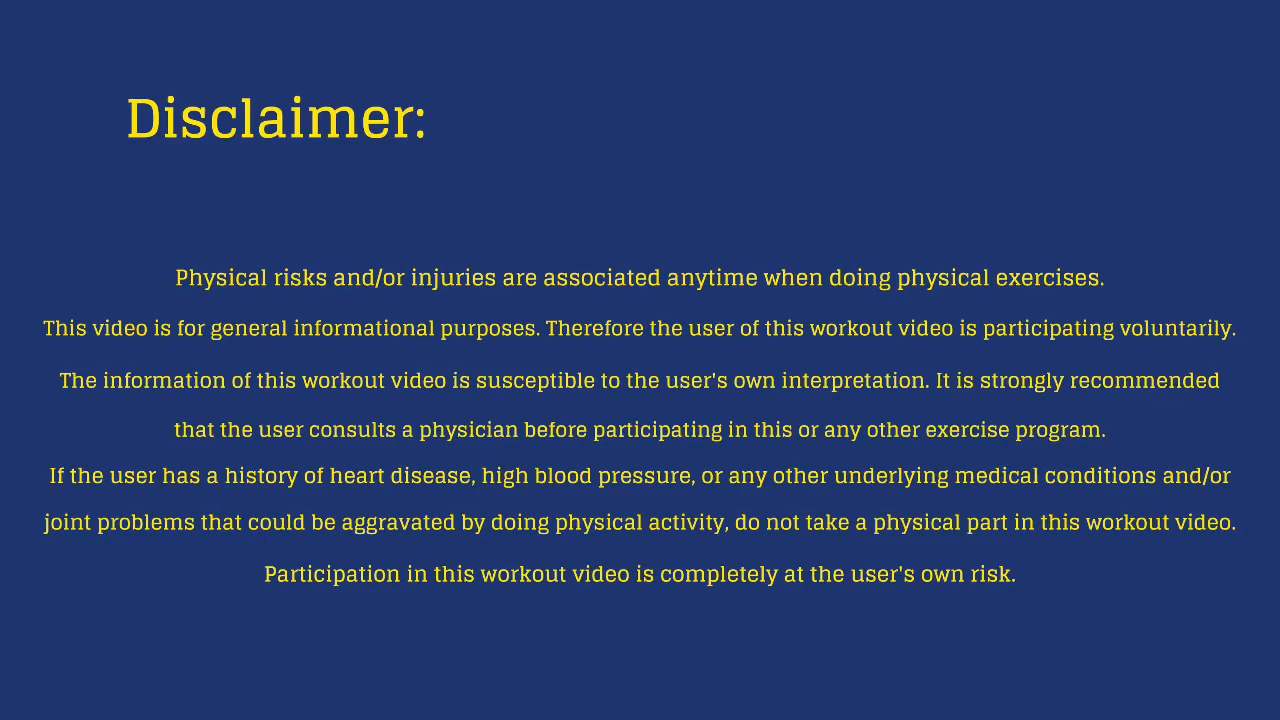 Disclaimer:
Physical risks and/or injuries are associated anytime when doing physical exercises.
This video is for general informational purposes. Therefore the user of this workout video is participating voluntarily.
The information of this workout video is susceptible to the user's own interpretation. It is strongly recommended
that the user consults a physician before participating in this or any other exercise program.
If the user has a history of heart disease, high blood pressure, or any other underlying medical conditions and/or
joint problems that could be aggravated by doing physical activity, do not take a physical part in this workout video.
Participation in this workout video is completely at the user's own risk.